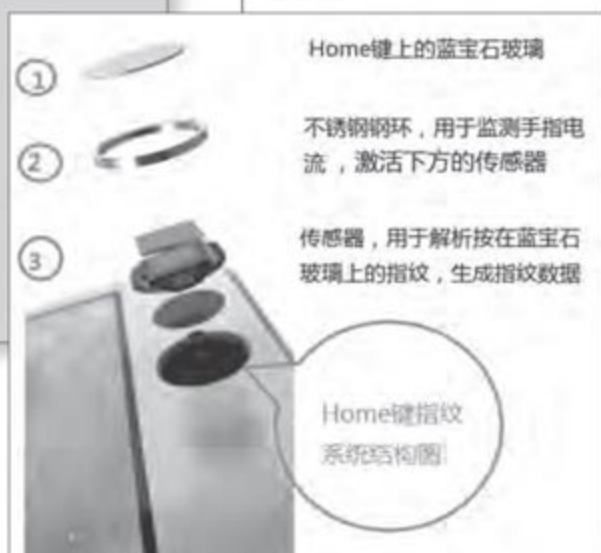 ① Home键上的蓝宝石玻璃
② 不锈钢钢环，用于监测手指电
流，激活下方的传感器
③ 传感器，用于解析按在蓝宝石
玻璃上的指纹，生成指纹数据
Home键指纹
系统结构图